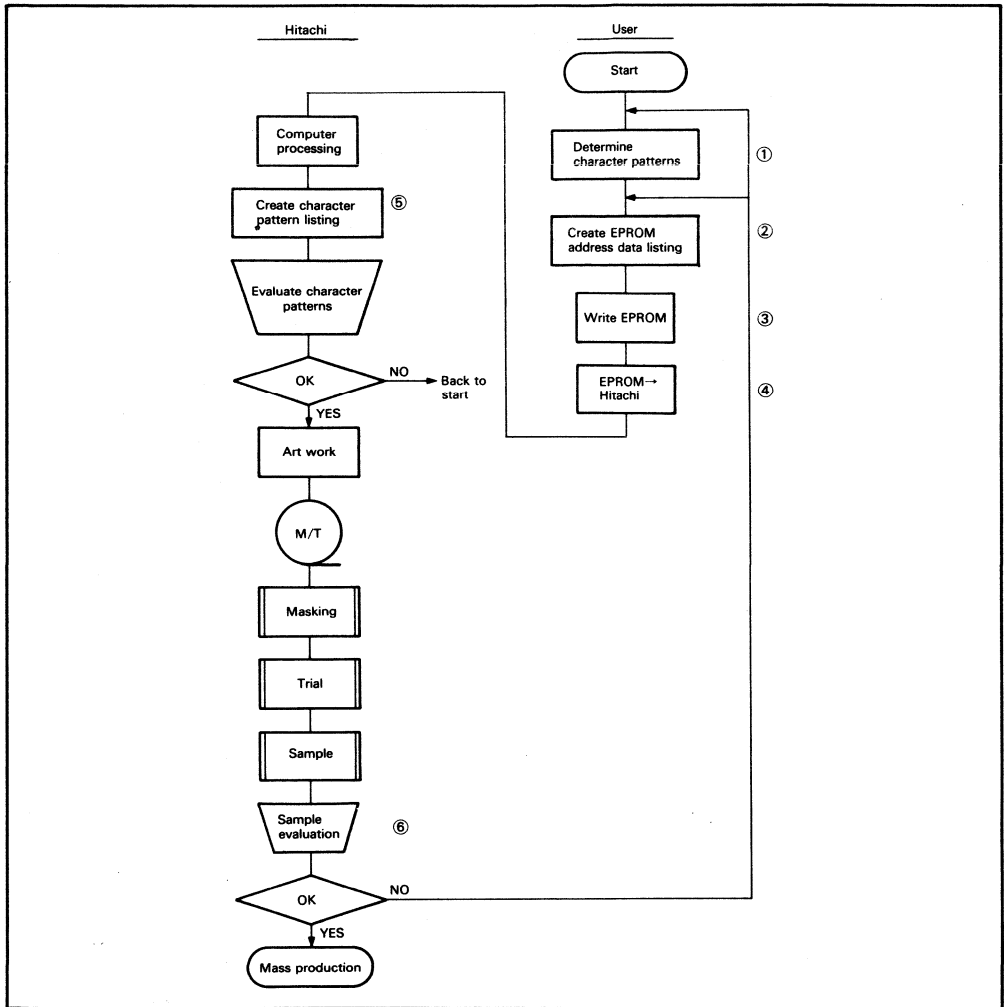 Hitachi
User
Start
Determine
character patterns
①
Create EPROM
address data listing
②
Write EPROM
③
EPROM→
Hitachi
④
Computer
processing
Create character
pattern listing
⑤
Evaluate character
patterns
OK
NO
Back to
start
YES
Art work
M/T
Masking
Trial
Sample
Sample
evaluation
⑥
OK
NO
YES
Mass production